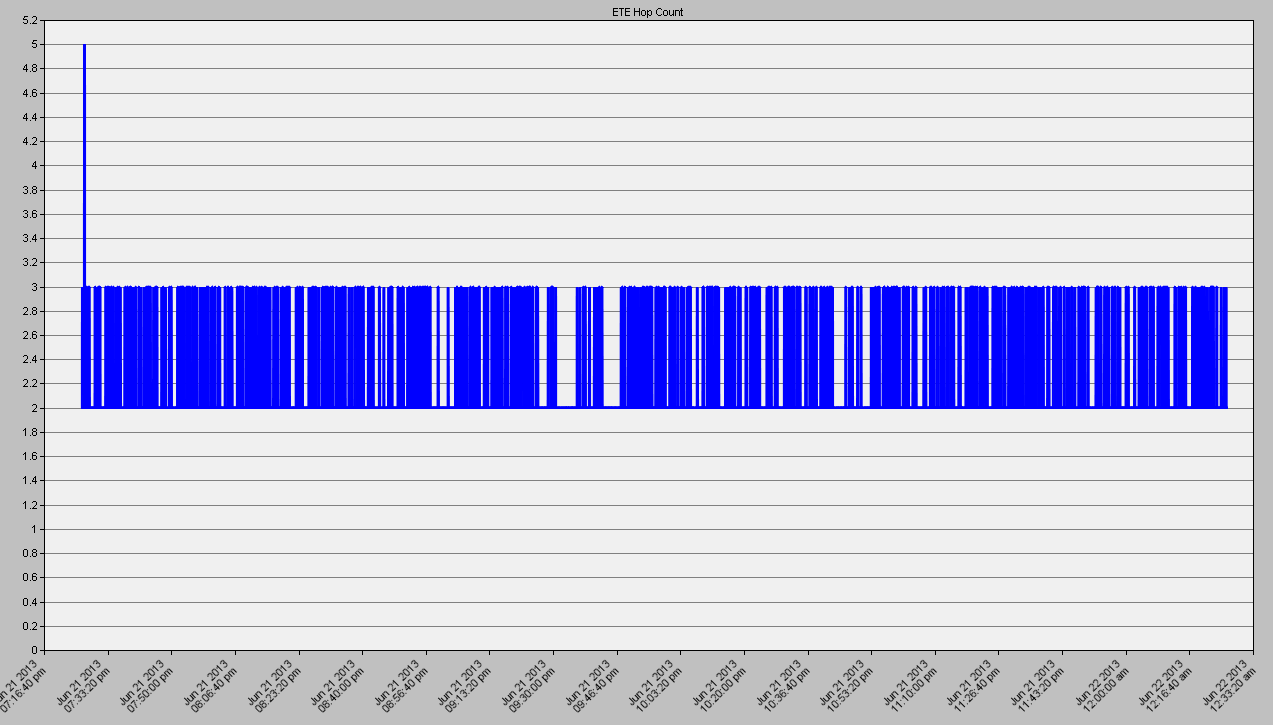 ETE Hop Count
5.2
5
4.8
4.6
4.4
4.2
4
3.8
3.6
3.4
3.2
3
2.8
2.6
2.4
2.2
2
1.8
1.6
1.4
1.2
1
0.8
0.6
0.4
0.2
0
21 2013
07:16:40 pm
Jun 21 2013
07:33:20 pm
Jun 21 2013
07:50:00 pm
Jun 21 2013
08:06:40 pm
Jun 21 2013
08:23:20 pm
Jun 21 2013
08:40:00 pm
Jun 21 2013
08:56:40 pm
Jun 21 2013
09:13:20 pm
Jun 21 2013
09:30:00 pm
Jun 21 2013
09:46:40 pm
Jun 21 2013
10:03:20 pm
Jun 21 2013
10:20:00 pm
Jun 21 2013
10:36:40 pm
Jun 21 2013
10:53:20 pm
Jun 21 2013
11:10:00 pm
Jun 21 2013
11:26:40 pm
Jun 21 2013
11:43:20 pm
Jun 22 2013
12:00:00 am
Jun 22 2013
12:16:40 am
Jun 22 2013
12:33:20 am